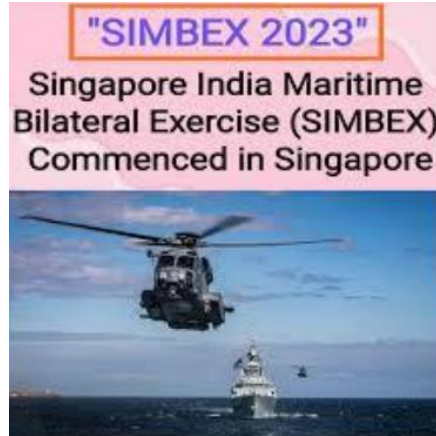 "SIMBEX 2023"
Singapore India Maritime
Bilateral Exercise (SIMBEX)
Commenced in Singapore